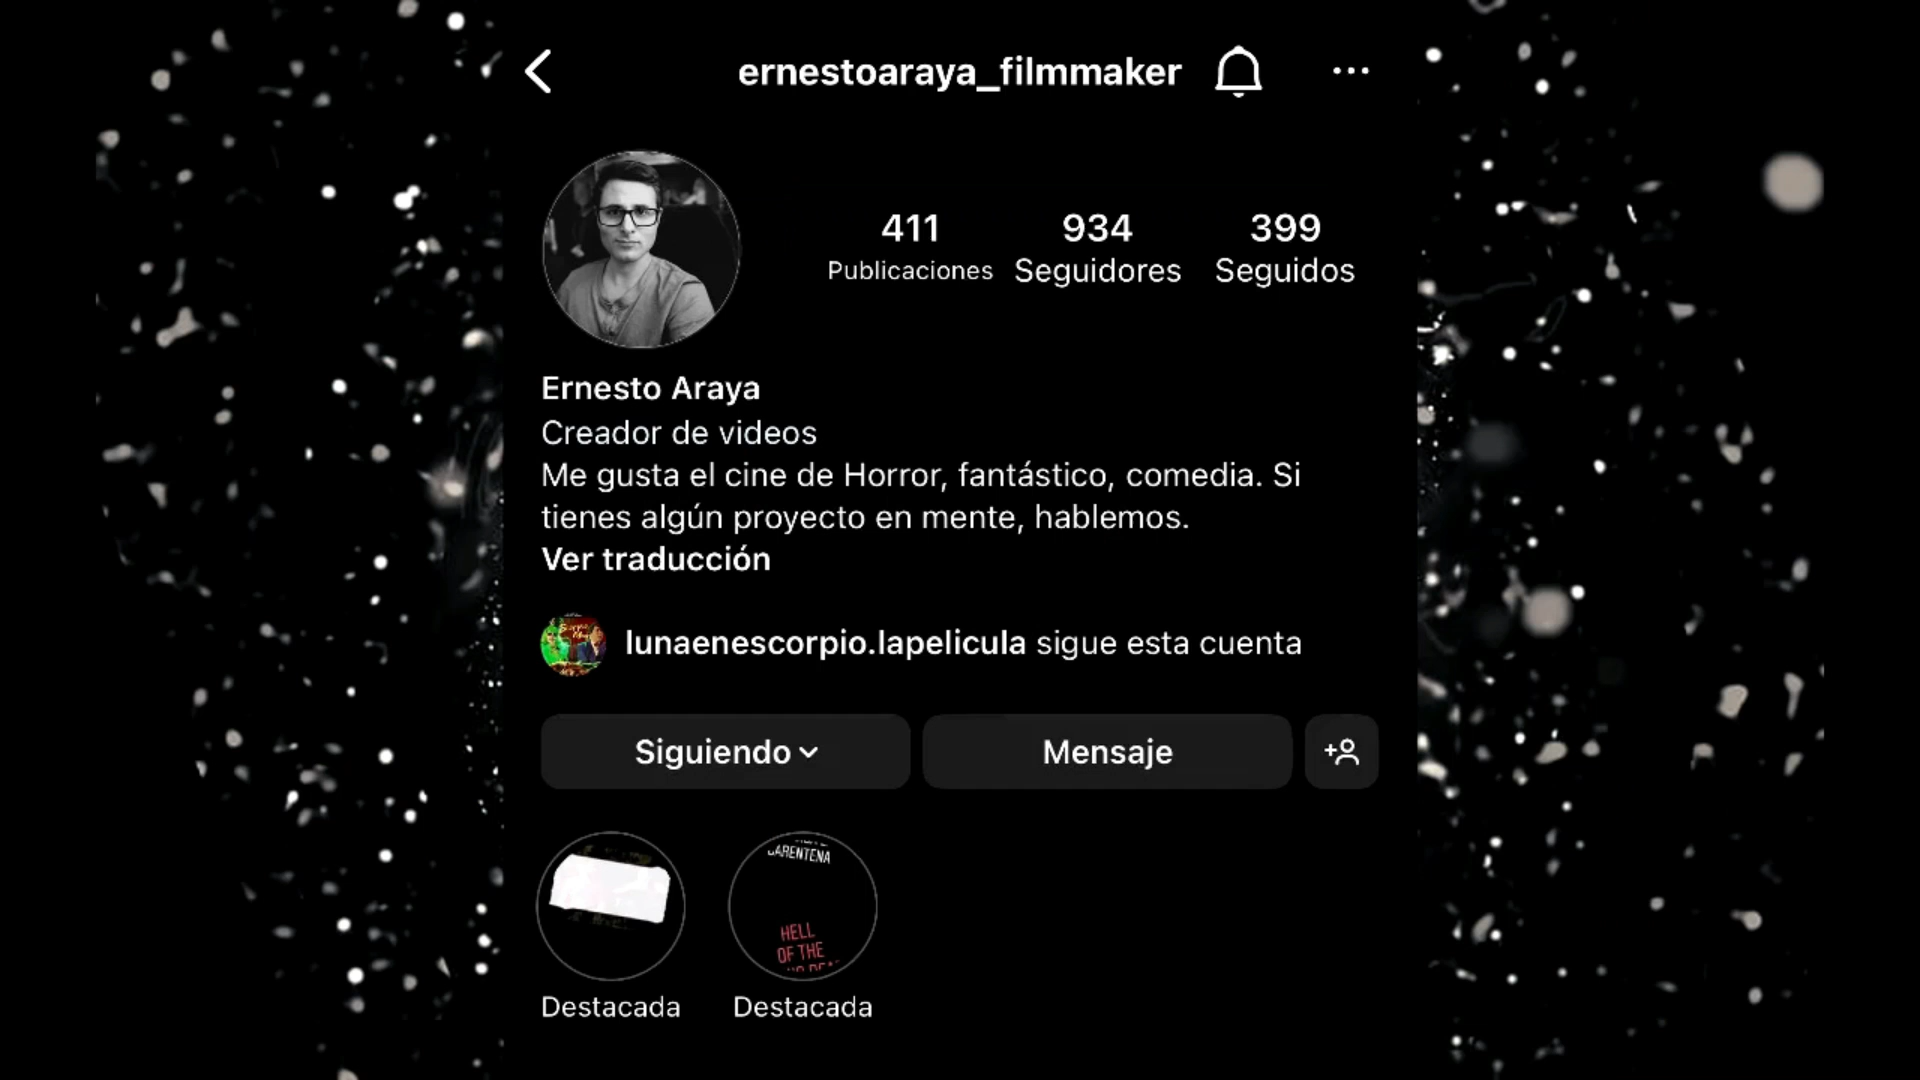 ernestoaraya_filmmaker
411 934 399
Publicaciones Seguidores Seguidos
Ernesto Araya
Creador de videos
Me gusta el cine de Horror, fantástico, comedia. Si
tienes algún proyecto en mente, hablemos.
Ver traducción
lunaenescorpio.lapelicula sigue esta cuenta
Siguiendo Mensaje
HELL
OF THE
Destacada Destacada